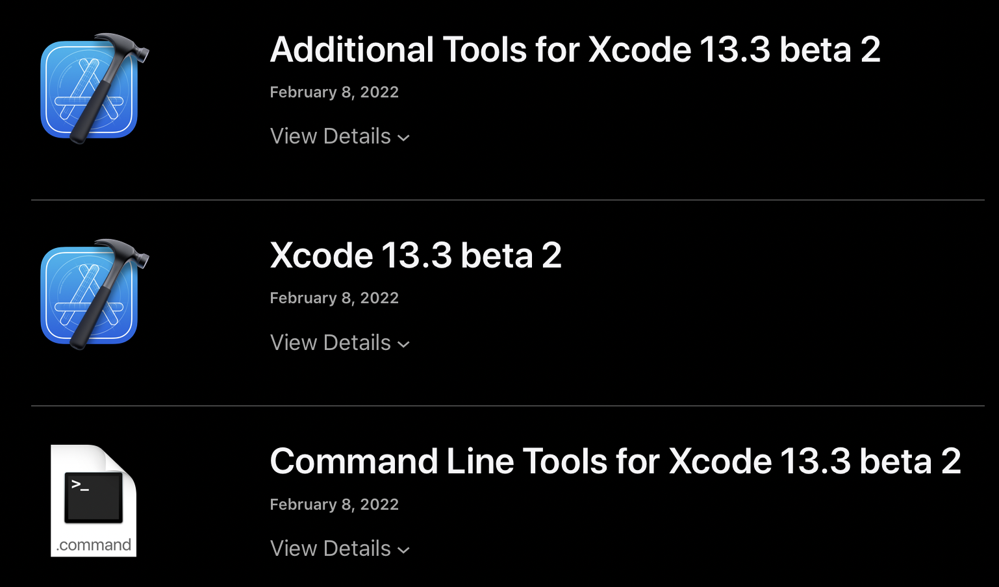 Additional Tools for Xcode 13.3 beta 2
February 8, 2022
View Details
Xcode 13.3 beta 2
February 8, 2022
View Details
>_
.command
Command Line Tools for Xcode 13.3 beta 2
February 8, 2022
View Details